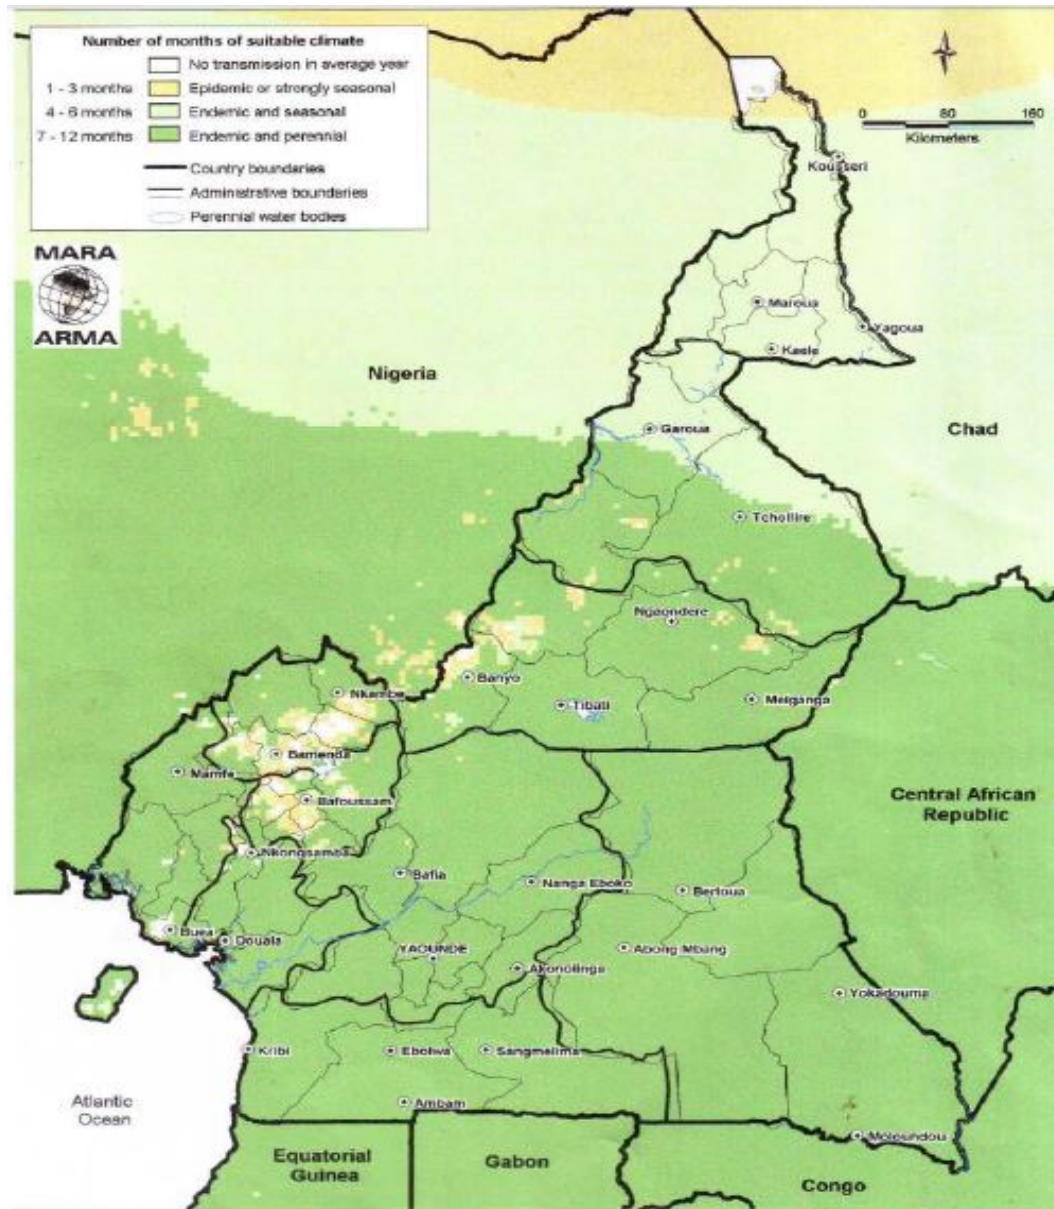 Number of months of suitable climate
No transmission in average year
1 - 3 months Epidemic or strongly seasonal
4 - 6 months Endemic and seasonal
7 - 12 months Endemic and perennial
Country boundaries
Administrative boundaries
Perennial water bodies
0 80 160
Kilometers
Kousseri
MARA
ARMA
Maroua
Yagoua
Kaele
Nigeria
Garoua
Chad
Tchollire
Ngaondere
Banyo
Nkambe
Tibati
Meiganga
Bamenda
Mamfe
Bafoussam
Central African
Republic
Nkongsamba
Bafia
Nanga Eboko
Bertoua
Buea
Douala
YAOUNDE
Abong Mbang
Akonolinga
Yokadouma
Kribi
Ebolwa
Sangmelima
Atlantic
Ocean
Ambam
Moloundou
Equatorial
Guinea
Gabon
Congo